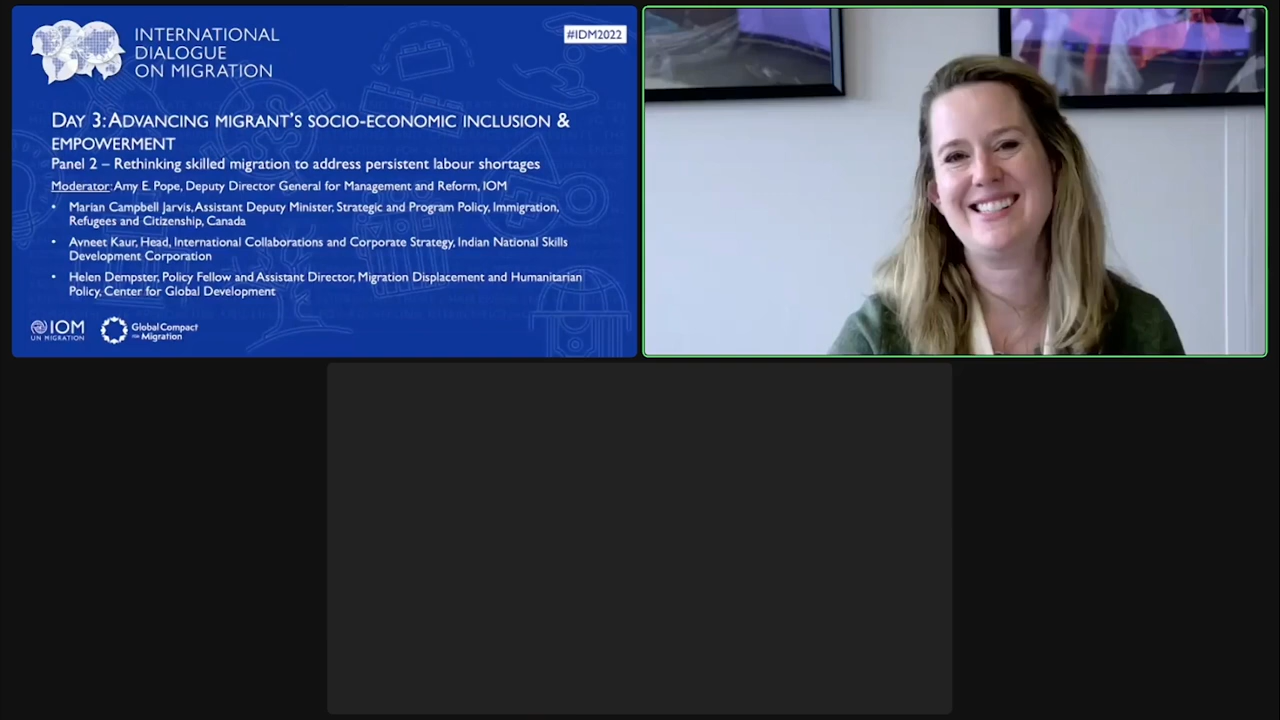 INTERNATIONAL
DIALOGUE
ON MIGRATION
#IDM2022
DAY 3: ADVANCING MIGRANT'S SOCIO-ECONOMIC INCLUSION &
EMPOWERMENT
Panel 2 – Rethinking skilled migration to address persistent labour shortages
Moderator: Amy E. Pope, Deputy Director General for Management and Reform, IOM
• Marian Campbell Jarvis, Assistant Deputy Minister, Strategic and Program Policy, Immigration,
Refugees and Citizenship, Canada
• Avneet Kaur, Head, International Collaborations and Corporate Strategy, Indian National Skills
Development Corporation
• Helen Dempster, Policy Fellow and Assistant Director, Migration Displacement and Humanitarian
Policy, Center for Global Development
IOM
UN MIGRATION
Global Compact
for Migration